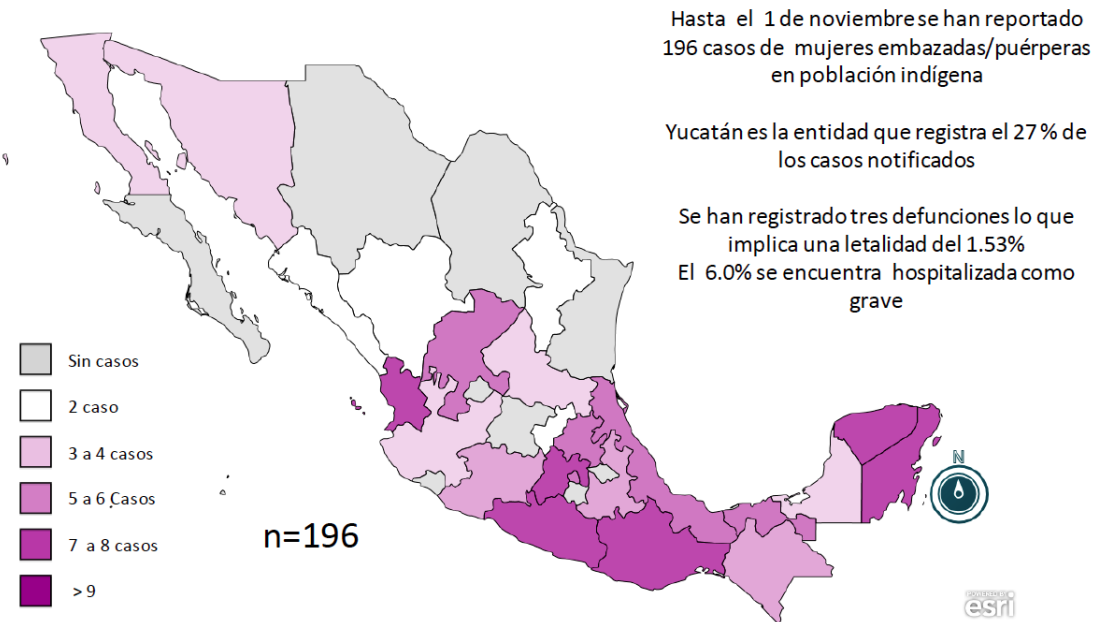 Hasta el 1 de noviembre se han reportado
196 casos de mujeres embazadas/puérperas
en población indígena
Yucatán es la entidad que registra el 27% de
los casos notificados
Se han registrado tres defunciones lo que
implica una letalidad del 1.53%
El 6.0% se encuentra hospitalizada como
grave
Sin casos
2 caso
3 a 4 casos
5 a 6 Casos
7 a 8 casos
> 9
n=196
N
esri